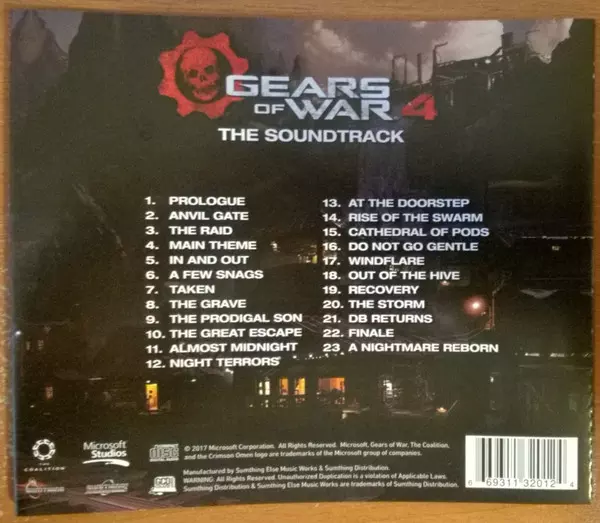 GEARS
OF WAR 4
THE SOUNDTRACK
1. PROLOGUE
2. ANVIL GATE
3. THE RAID
4. MAIN THEME
5. IN AND OUT
6. A FEW SNAGS
7. TAKEN
8. THE GRAVE
9. THE PRODIGAL SON
10. THE GREAT ESCAPE
11. ALMOST MIDNIGHT
12. NIGHT TERRORS
13. AT THE DOORSTEP
14. RISE OF THE SWARM
15. CATHEDRAL OF PODS
16. DO NOT GO GENTLE
17. WINDFLARE
18. OUT OF THE HIVE
19. RECOVERY
20. THE STORM
21. DB RETURNS
22. FINALE
23 A NIGHTMARE REBORN
THE COALITION
Microsoft
Studios
© 2017 Microsoft Corporation. All Rights Reserved. Microsoft, Gears of War, The Coalition,
and the Crimson Omen logo are trademarks of the Microsoft group of companies.
Manufactured by Sumthing Else Music Works & Sumthing Distribution.
WARNING: All Rights Reserved. Unauthorized Duplication is a violation of Applicable Laws.
Sumthing Distribution & Sumthing Else Music Works are trademarks of Sumthing Distribution.
6 69311 32012 4